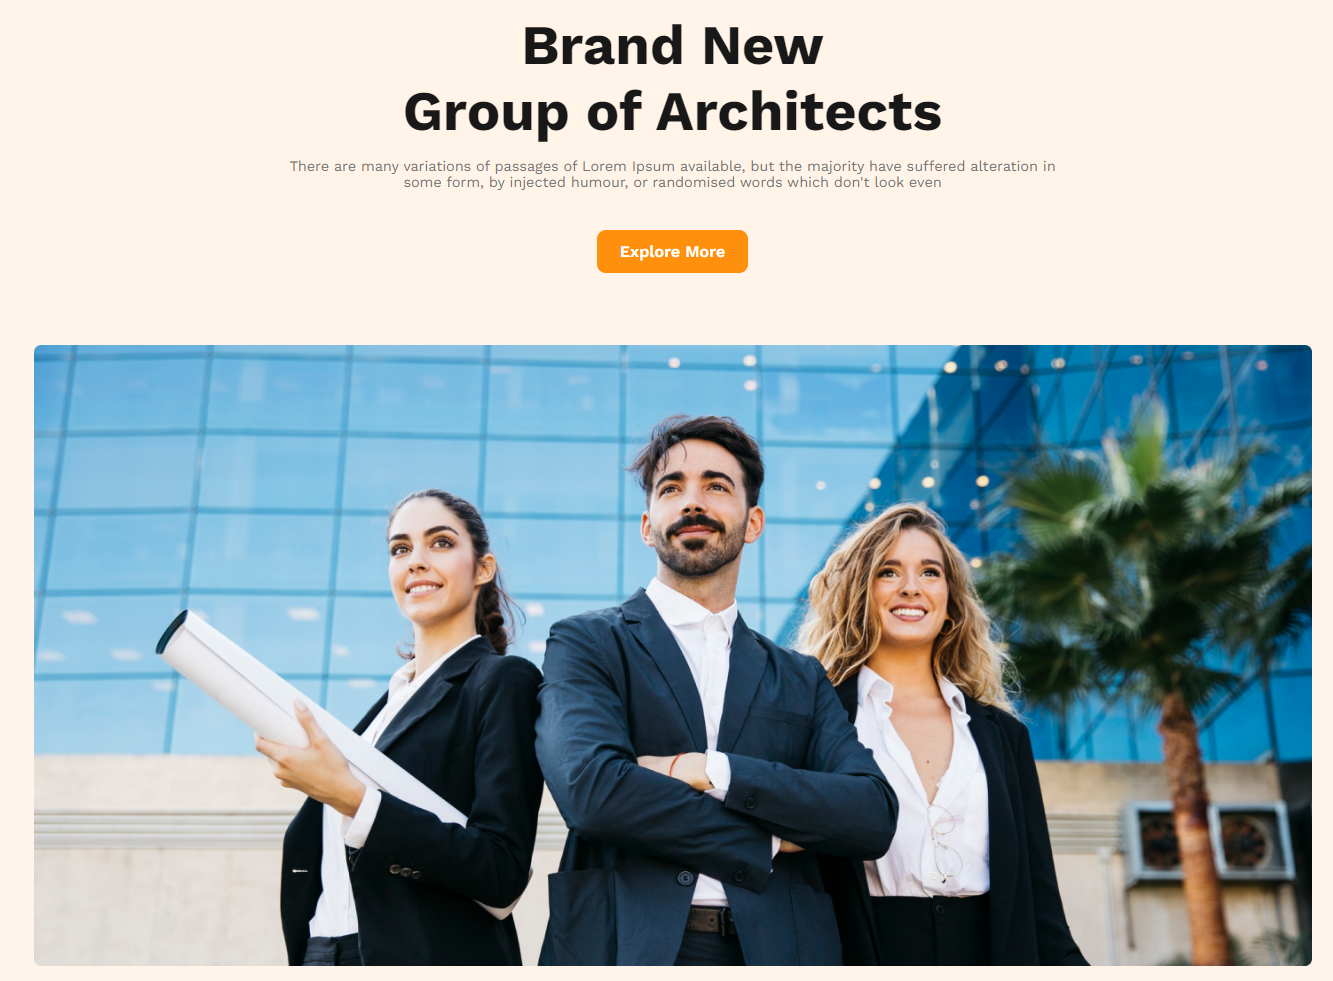 Brand New
Group of Architects
There are many variations of passages of Lorem Ipsum available, but the majority have suffered alteration in
some form, by injected humour, or randomised words which don't look even
Explore More